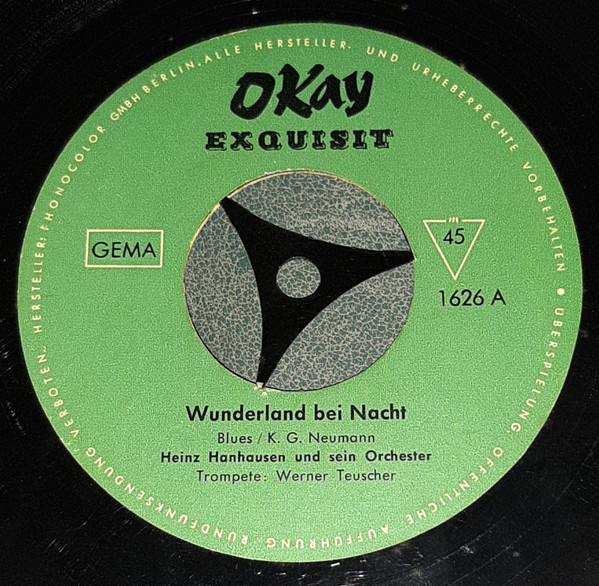 OKay
EXQUISIT
GEMA
m
45
1626 A
Wunderland bei Nacht
Blues / K. G. Neumann
Heinz Hanhausen und sein Orchester
Trompete: Werner Teuscher
HERSTELLER: PHONOCOLOR GMBH BERLIN. ALLE HERSTELLER- UND URHEBERRECHTE VORBEHALTEN • ÜBERSPIELUNG, ÖFFENTLICHE AUFFÜHRUNG, RUNDFUNKSENDUNG VERBOTEN.